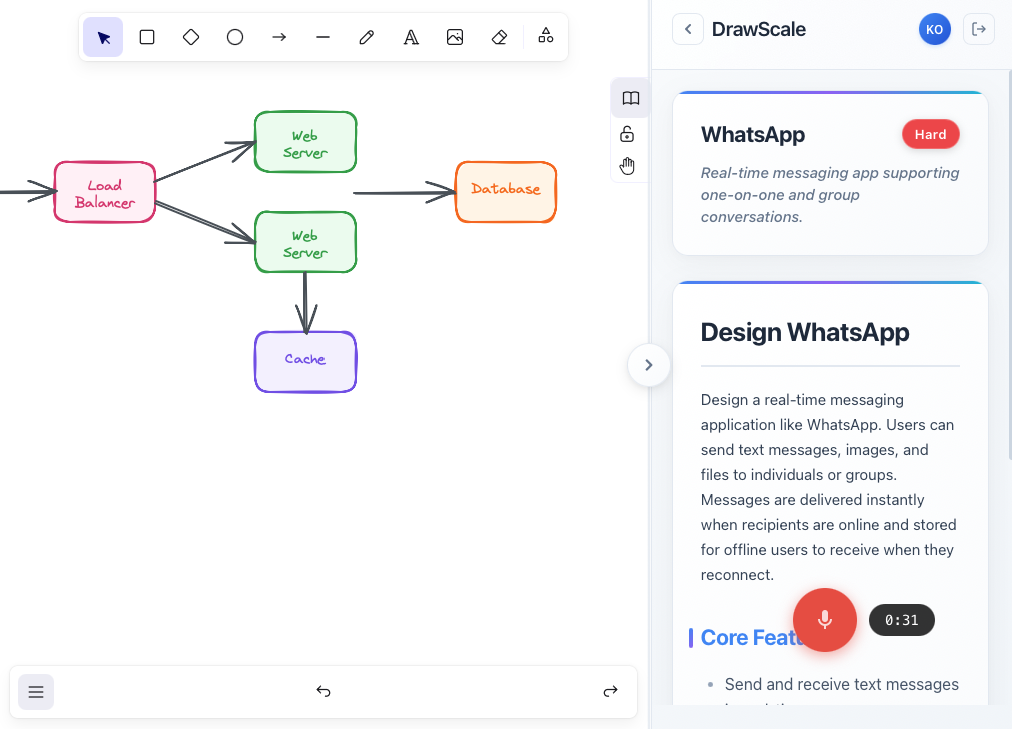 DrawScale
KO
Web
Server
Load
Balancer
Database
Web
Server
Cache
WhatsApp
Hard
Real-time messaging app supporting
one-on-one and group
conversations.
Design WhatsApp
Design a real-time messaging
application like WhatsApp. Users can
send text messages, images, and
files to individuals or groups.
Messages are delivered instantly
when recipients are online and stored
for offline users to receive when they
reconnect.
0:31
Core
Send and receive text messages